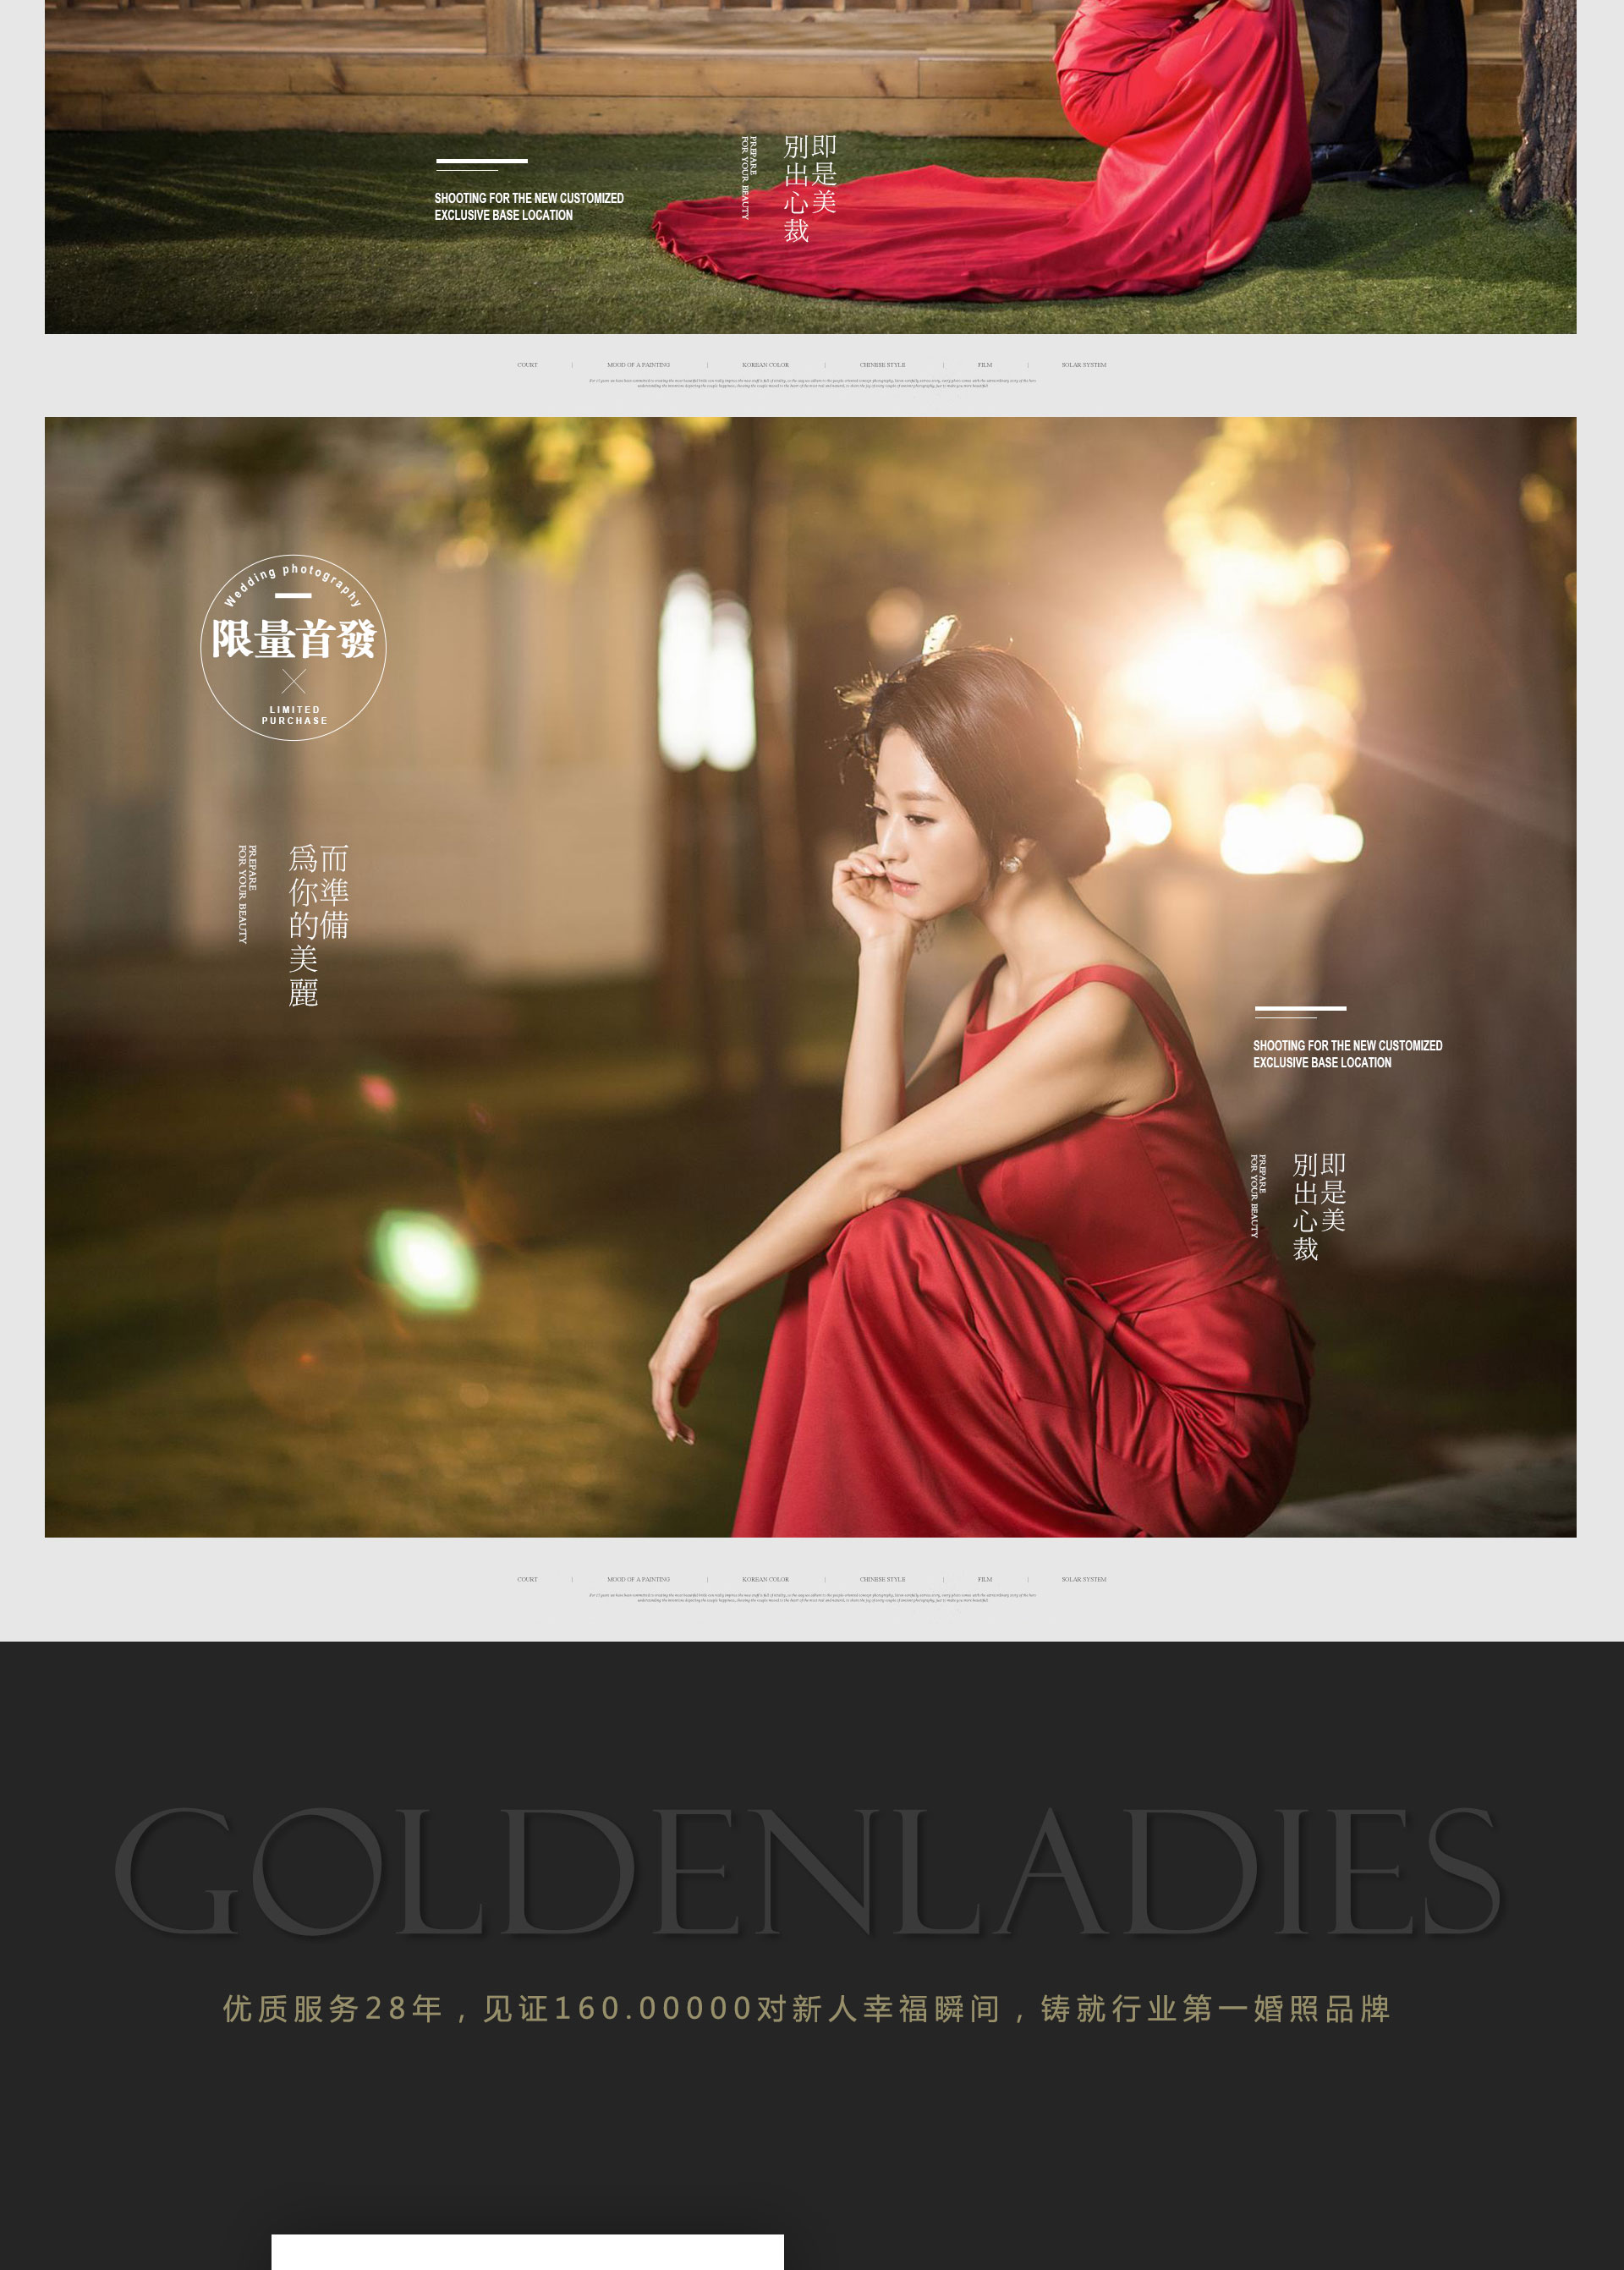 SHOOTING FOR THE NEW CUSTOMIZED
EXCLUSIVE BASE LOCATION
PREPARE
FOR YOUR BEAUTY
別出心裁
即是美
COURT | MOOD OF A PAINTING | KOREAN COLOR | CHINESE STYLE | FILM | SOLAR SYSTEM
Wedding photography
限量首發
LIMITED
PURCHASE
PREPARE
FOR YOUR BEAUTY
爲你的美麗
而準備
SHOOTING FOR THE NEW CUSTOMIZED
EXCLUSIVE BASE LOCATION
PREPARE
FOR YOUR BEAUTY
別出心裁
即是美
COURT | MOOD OF A PAINTING | KOREAN COLOR | CHINESE STYLE | FILM | SOLAR SYSTEM
GOLDENLADIES
优质服务28年，见证160.00000对新人幸福瞬间，铸就行业第一婚照品牌